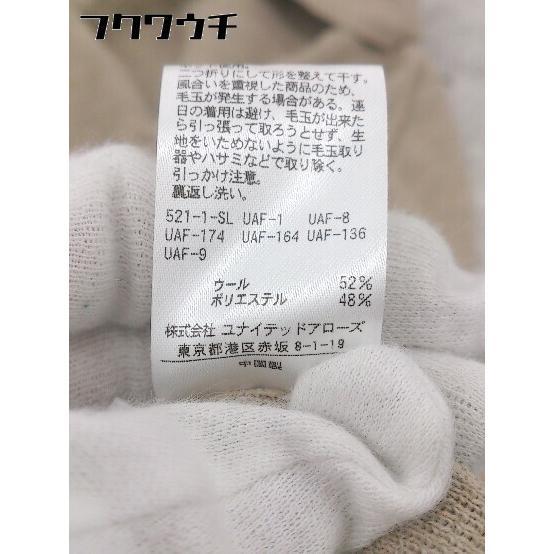 フクウチ
ネット使用。
二つ折りにして形を整えて干す。
風合いを重視した商品のため、
毛玉が発生する場合がある。連
日の着用は避け、毛玉が出来た
ら引っ張って取ろうとせず、生
地をいためないように毛玉取り
器やハサミなどで取り除く。
引っかけ注意。
裏返し洗い。
521-1-SL UAF-1 UAF-8
UAF-174 UAF-164 UAF-136
UAF-9
ウール 52%
ポリエステル 48%
株式会社 ユナイテッドアローズ
東京都港区赤坂 8-1-19